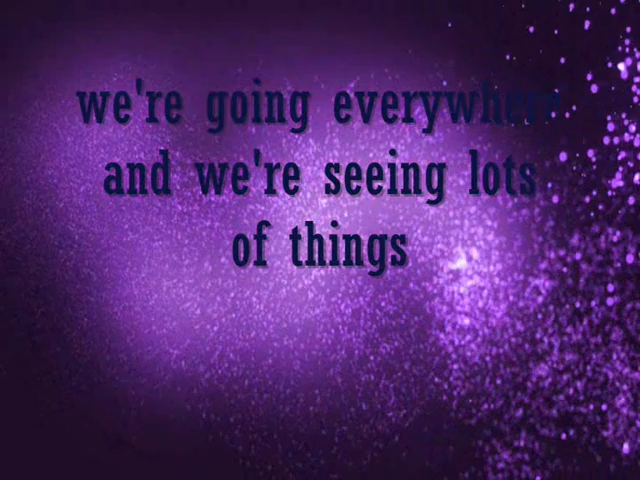 we're going everywhere
and we're seeing lots
of things